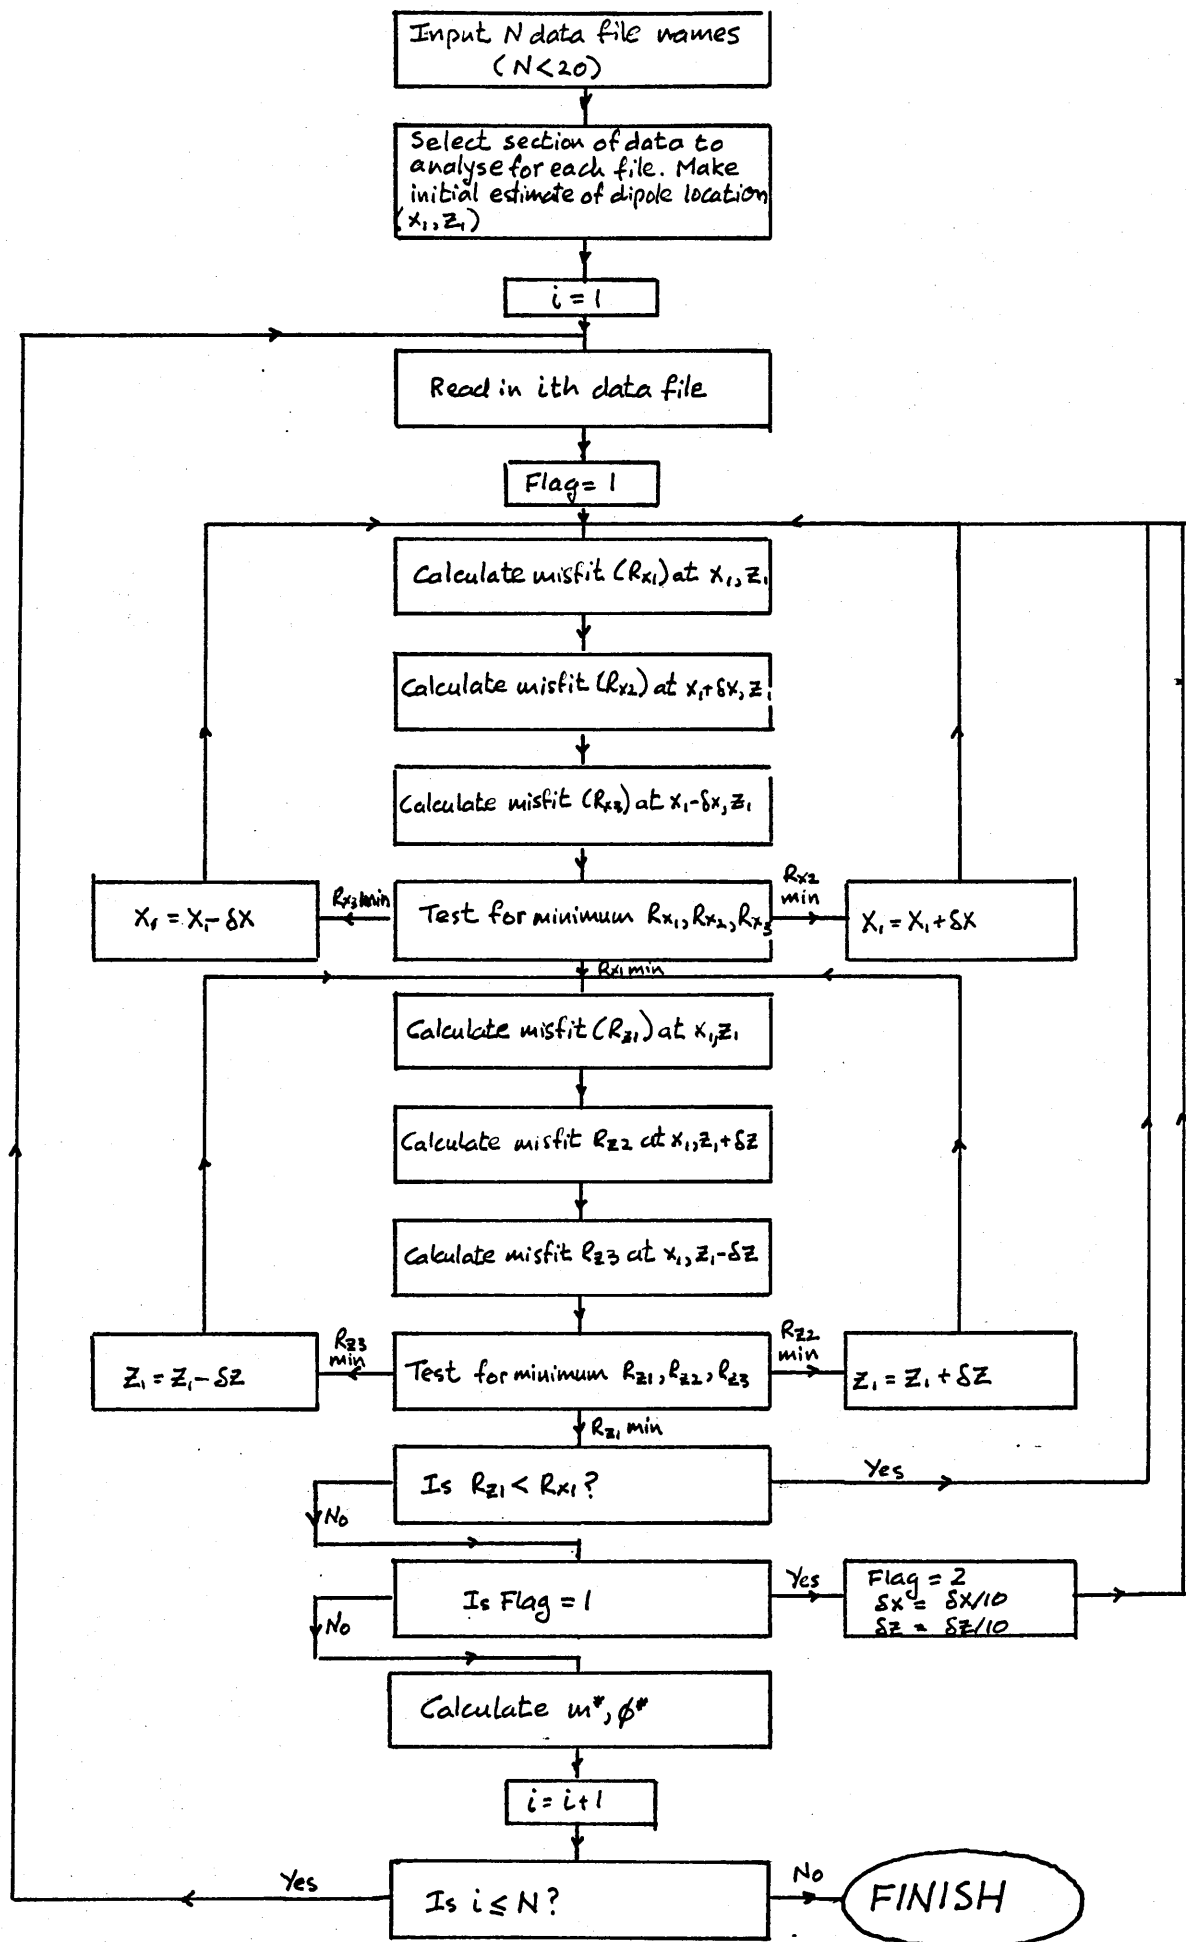 Input N data file names
(N<20)
Select section of data to
analyse for each file. Make
initial estimate of dipole location
(x₁, z₁)
i = 1
Read in ith data file
Flag = 1
Calculate misfit (Rx₁) at x₁, z₁
Calculate misfit (Rx2) at x₁+δx, z₁
Calculate misfit (Rx3) at x₁-δx, z₁
x₁ = x₁-δx
Rx3 min
Test for minimum Rx₁, Rx₂, Rx₃
Rx2
min
x₁ = x₁+δx
Rx₁ min
Calculate misfit (Rz₁) at x₁, z₁
Calculate misfit Rz2 at x₁, z₁+δz
Calculate misfit Rz3 at x₁, z₁-δz
z₁ = z₁-δz
Rz3
min
Test for minimum Rz1, Rz2, Rz3
Rz2
min
z₁ = z₁ + δz
Rz₁ min
Is Rz₁ < Rx₁ ?
Yes
No
Is Flag = 1
Yes
Flag = 2
δx = δx/10
δz = δz/10
No
Calculate m*, φ*
i = i+1
Yes
Is i ≤ N ?
No
FINISH